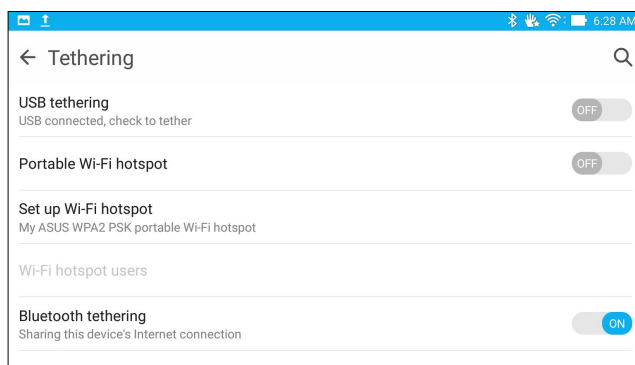 6:28 AM
Tethering
USB tethering
OFF
USB connected, check to tether
Portable Wi-Fi hotspot
OFF
Set up Wi-Fi hotspot
My ASUS WPA2 PSK portable Wi-Fi hotspot
Wi-Fi hotspot users
Bluetooth tethering
ON
Sharing this device's Internet connection